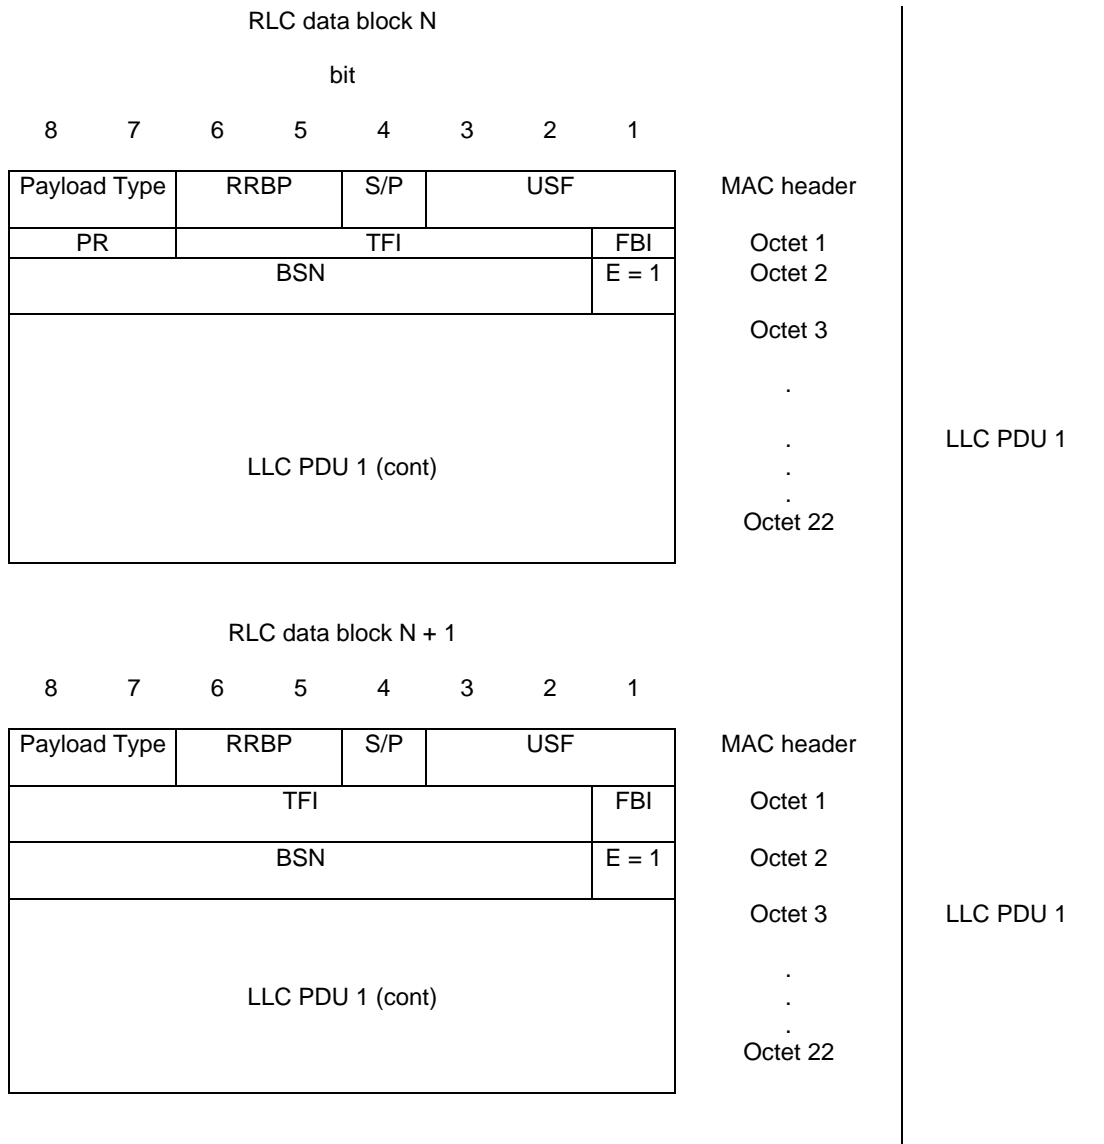 RLC data block N
bit
8 7 6 5 4 3 2 1
Payload Type RRBP S/P USF MAC header
PR TFI FBI Octet 1
BSN E = 1 Octet 2
Octet 3
.
. LLC PDU 1
LLC PDU 1 (cont) .
.
Octet 22
RLC data block N + 1
8 7 6 5 4 3 2 1
Payload Type RRBP S/P USF MAC header
TFI FBI Octet 1
BSN E = 1 Octet 2
Octet 3 LLC PDU 1
.
LLC PDU 1 (cont) .
.
Octet 22